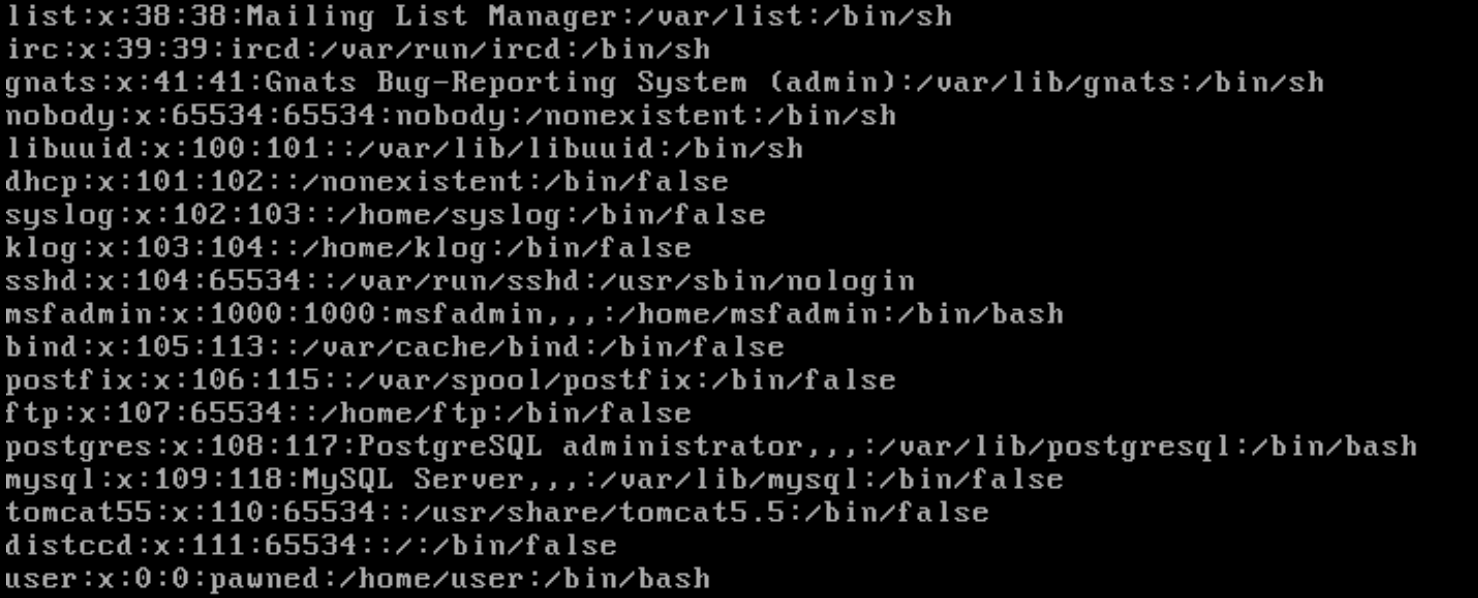 list:x:38:38:Mailing List Manager:/var/list:/bin/sh
irc:x:39:39:ircd:/var/run/ircd:/bin/sh
gnats:x:41:41:Gnats Bug-Reporting System (admin):/var/lib/gnats:/bin/sh
nobody:x:65534:65534:nobody:/nonexistent:/bin/sh
libuuid:x:100:101::/var/lib/libuuid:/bin/sh
dhcp:x:101:102::/nonexistent:/bin/false
syslog:x:102:103::/home/syslog:/bin/false
klog:x:103:104::/home/klog:/bin/false
sshd:x:104:65534::/var/run/sshd:/usr/sbin/nologin
msfadmin:x:1000:1000:msfadmin,,,:/home/msfadmin:/bin/bash
bind:x:105:113::/var/cache/bind:/bin/false
postfix:x:106:115::/var/spool/postfix:/bin/false
ftp:x:107:65534::/home/ftp:/bin/false
postgres:x:108:117:PostgreSQL administrator,,,:/var/lib/postgresql:/bin/bash
mysql:x:109:118:MySQL Server,,,:/var/lib/mysql:/bin/false
tomcat55:x:110:65534::/usr/share/tomcat5.5:/bin/false
distccd:x:111:65534::/:/bin/false
user:x:0:0:pawned:/home/user:/bin/bash